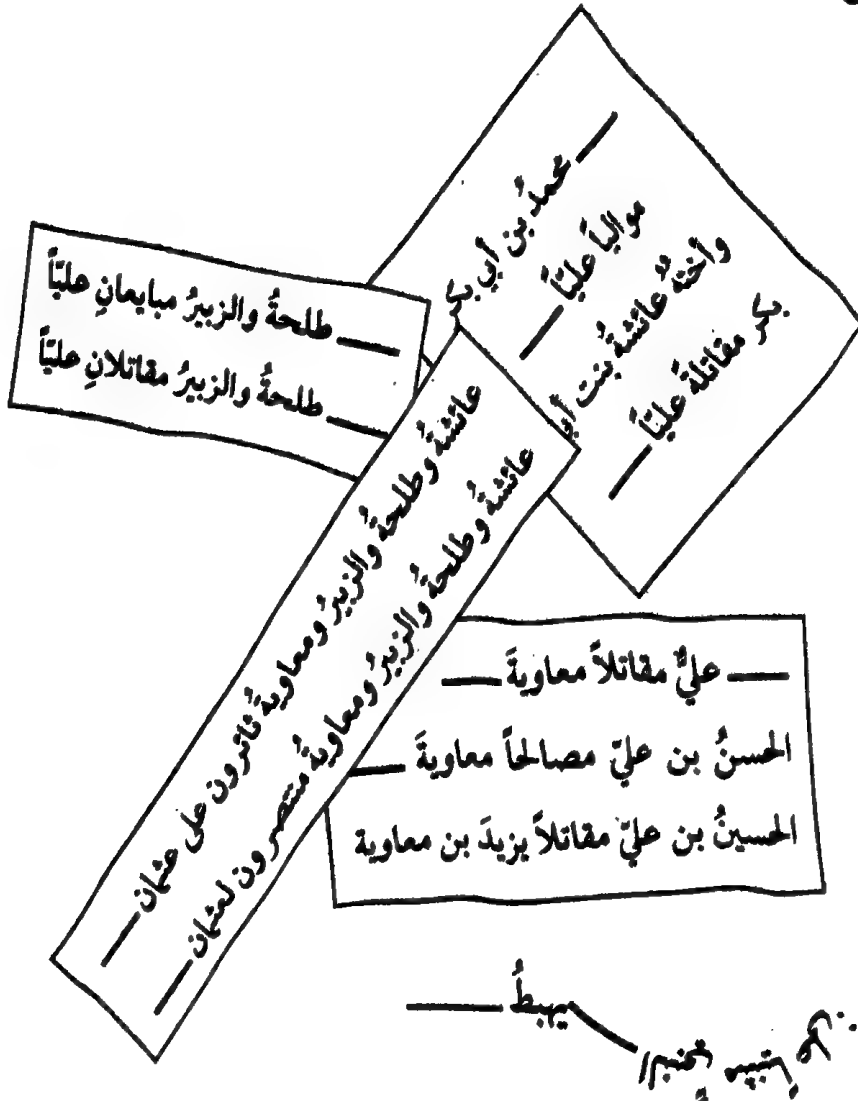 محمدُ بن أبي بكر
موالياً عليّاً
وأختهُ عائشةُ بنت أبي
بكر مقاتلةً عليّاً
طلحةُ والزبيرُ مبايعانِ عليّاً
طلحةُ والزبيرُ مقاتلانِ عليّاً
عائشةُ وطلحةُ والزبيرُ ومعاويةُ ثائرون على عثمان
عائشةُ وطلحةُ والزبيرُ ومعاويةُ منتصرون لعثمان
عليٌّ مقاتلاً معاويةَ
الحسنُ بن عليّ مصالحاً معاويةَ
الحسينُ بن عليّ مقاتلاً يزيدَ بن معاوية
يهبطُ